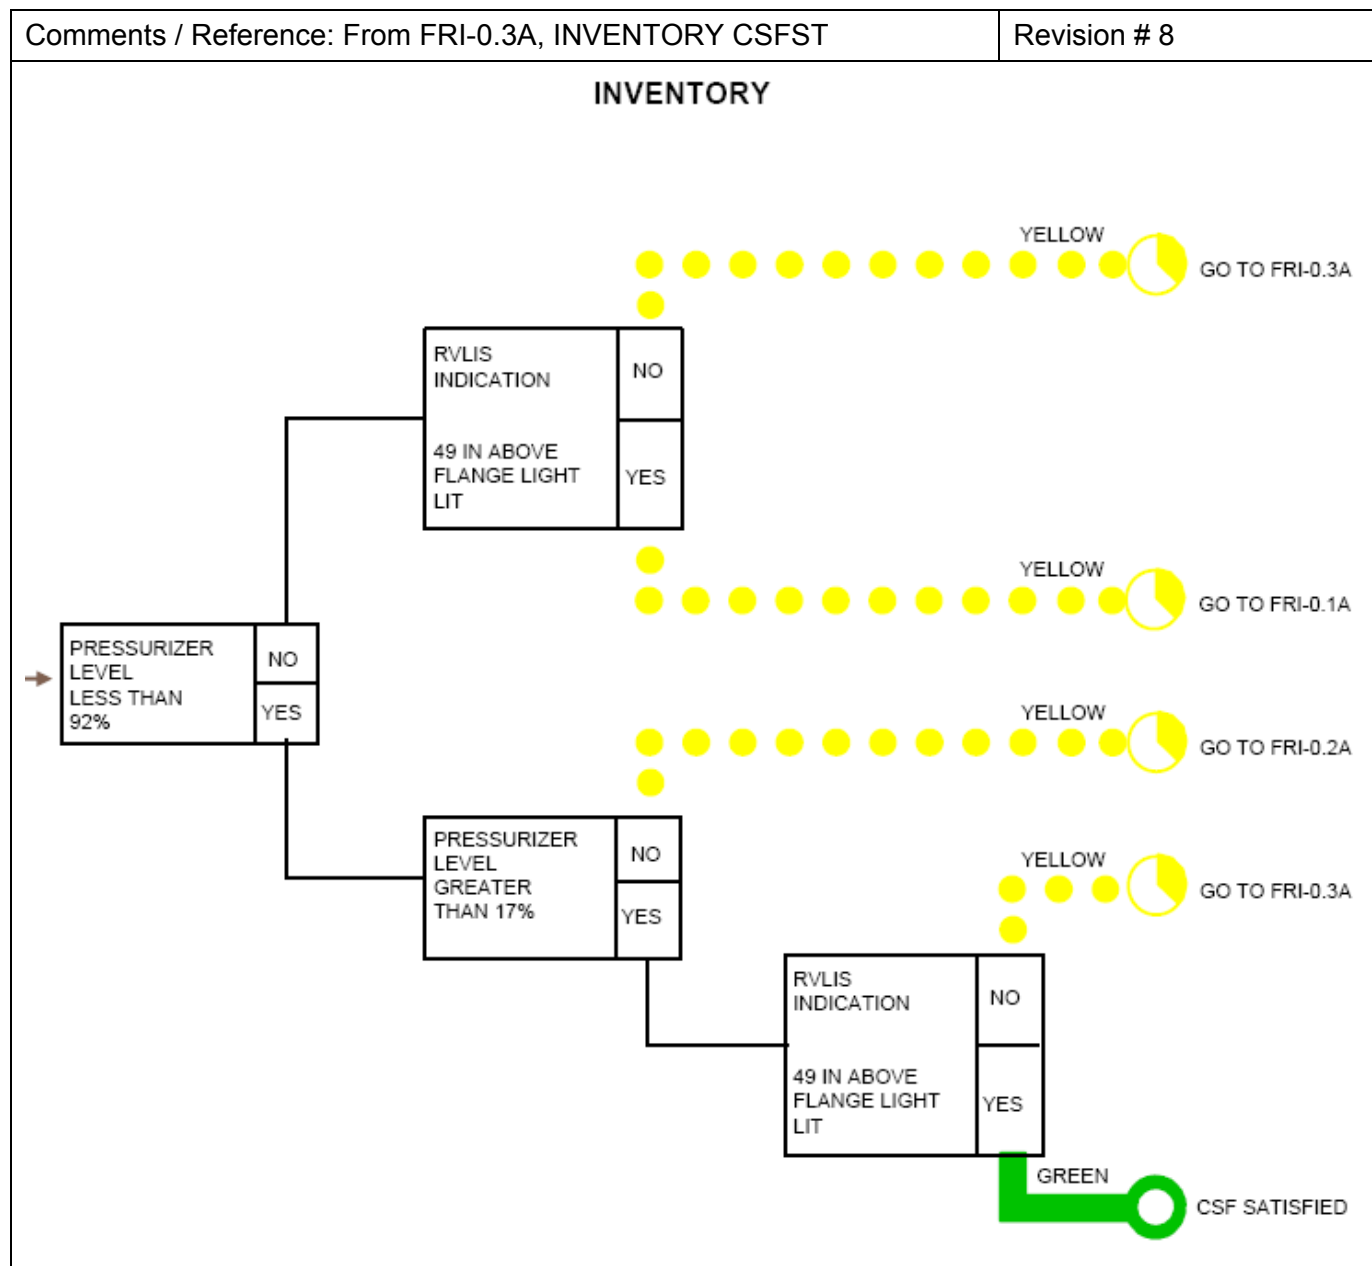 Comments / Reference: From FRI-0.3A, INVENTORY CSFST
Revision # 8
INVENTORY
YELLOW
GO TO FRI-0.3A
RVLIS
INDICATION
49 IN ABOVE
FLANGE LIGHT
LIT
NO
YES
YELLOW
GO TO FRI-0.1A
PRESSURIZER
LEVEL
LESS THAN
92%
NO
YES
YELLOW
GO TO FRI-0.2A
PRESSURIZER
LEVEL
GREATER
THAN 17%
NO
YES
YELLOW
GO TO FRI-0.3A
RVLIS
INDICATION
49 IN ABOVE
FLANGE LIGHT
LIT
NO
YES
GREEN
CSF SATISFIED